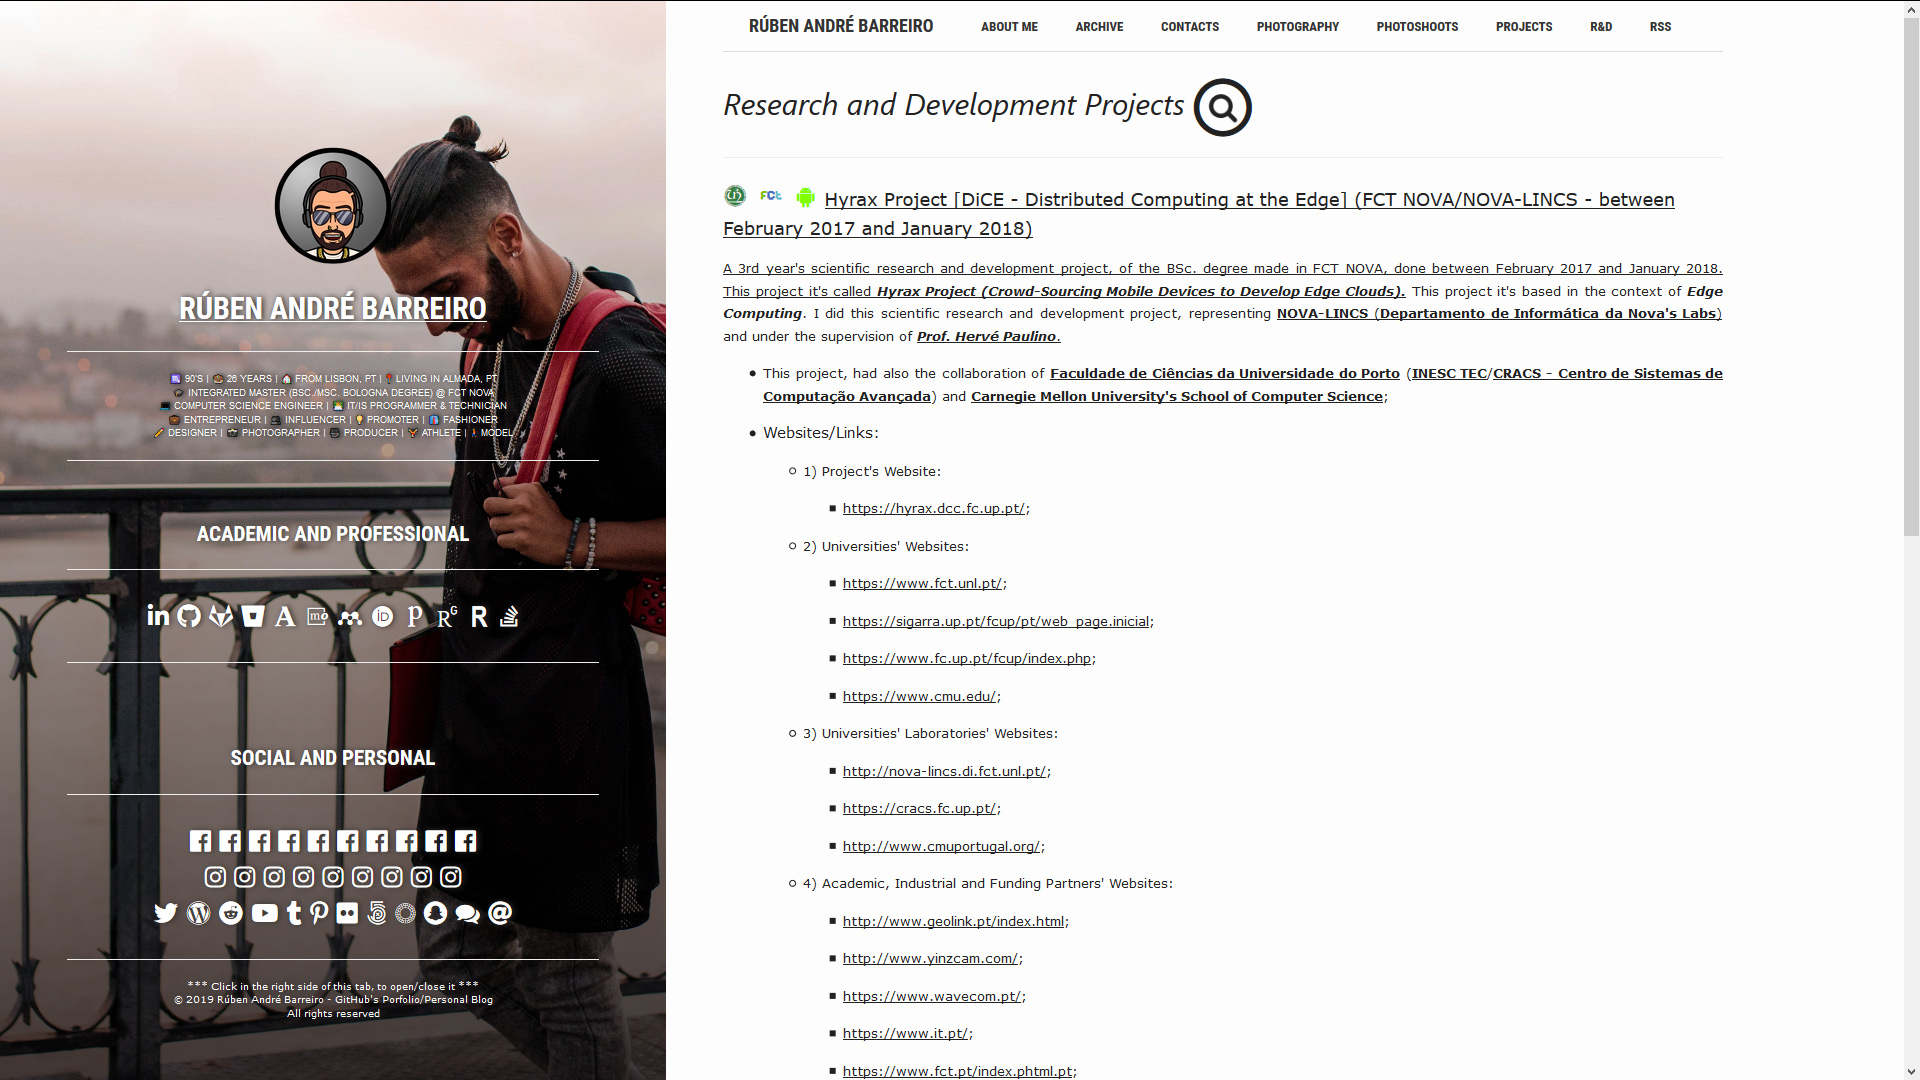 RÚBEN ANDRÉ BARREIRO
90'S | 26 YEARS | FROM LISBON, PT | LIVING IN ALMADA, PT
INTEGRATED MASTER (BSC./MSC. BOLOGNA DEGREE) @ FCT NOVA
COMPUTER SCIENCE ENGINEER | IT/IS PROGRAMMER & TECHNICIAN
ENTREPRENEUR | INFLUENCER | PROMOTER | FASHIONER
DESIGNER | PHOTOGRAPHER | PRODUCER | ATHLETE | MODEL
ACADEMIC AND PROFESSIONAL
SOCIAL AND PERSONAL
*** Click in the right side of this tab, to open/close it ***
© 2019 Rúben André Barreiro - GitHub's Porfolio/Personal Blog
All rights reserved
RÚBEN ANDRÉ BARREIRO ABOUT ME ARCHIVE CONTACTS PHOTOGRAPHY PHOTOSHOOTS PROJECTS R&D RSS
Research and Development Projects
Hyrax Project [DiCE - Distributed Computing at the Edge] (FCT NOVA/NOVA-LINCS - between
February 2017 and January 2018)
A 3rd year's scientific research and development project, of the BSc. degree made in FCT NOVA, done between February 2017 and January 2018.
This project it's called Hyrax Project (Crowd-Sourcing Mobile Devices to Develop Edge Clouds). This project it's based in the context of Edge
Computing. I did this scientific research and development project, representing NOVA-LINCS (Departamento de Informática da Nova's Labs)
and under the supervision of Prof. Hervé Paulino.
• This project, had also the collaboration of Faculdade de Ciências da Universidade do Porto (INESC TEC/CRACS - Centro de Sistemas de
Computação Avançada) and Carnegie Mellon University's School of Computer Science;
• Websites/Links:
1) Project's Website:
https://hyrax.dcc.fc.up.pt/;
2) Universities' Websites:
https://www.fct.unl.pt/;
https://sigarra.up.pt/fcup/pt/web_page.inicial;
https://www.fc.up.pt/fcup/index.php;
https://www.cmu.edu/;
3) Universities' Laboratories' Websites:
http://nova-lincs.di.fct.unl.pt/;
https://cracs.fc.up.pt/;
http://www.cmuportugal.org/;
4) Academic, Industrial and Funding Partners' Websites:
http://www.geolink.pt/index.html;
http://www.yinzcam.com/;
https://www.wavecom.pt/;
https://www.it.pt/;
https://www.fct.pt/index.phtml.pt;